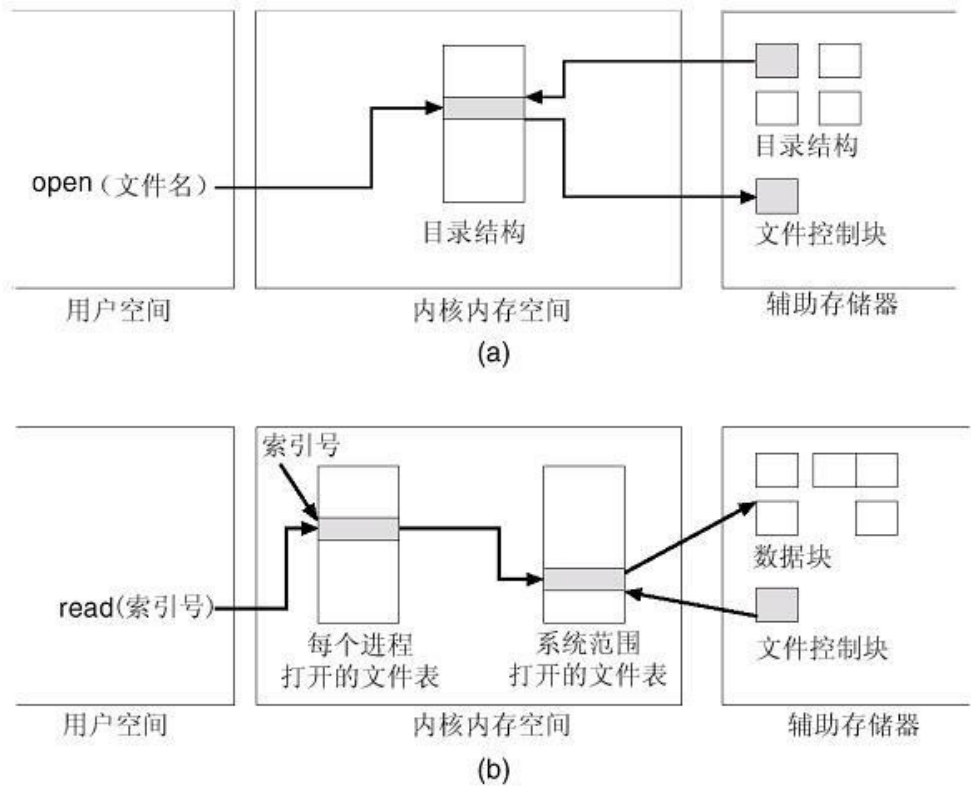 目录结构
open（文件名）
目录结构
文件控制块
用户空间
内核内存空间
辅助存储器
(a)
索引号
数据块
read(索引号)
每个进程
打开的文件表
系统范围
打开的文件表
文件控制块
用户空间
内核内存空间
辅助存储器
(b)